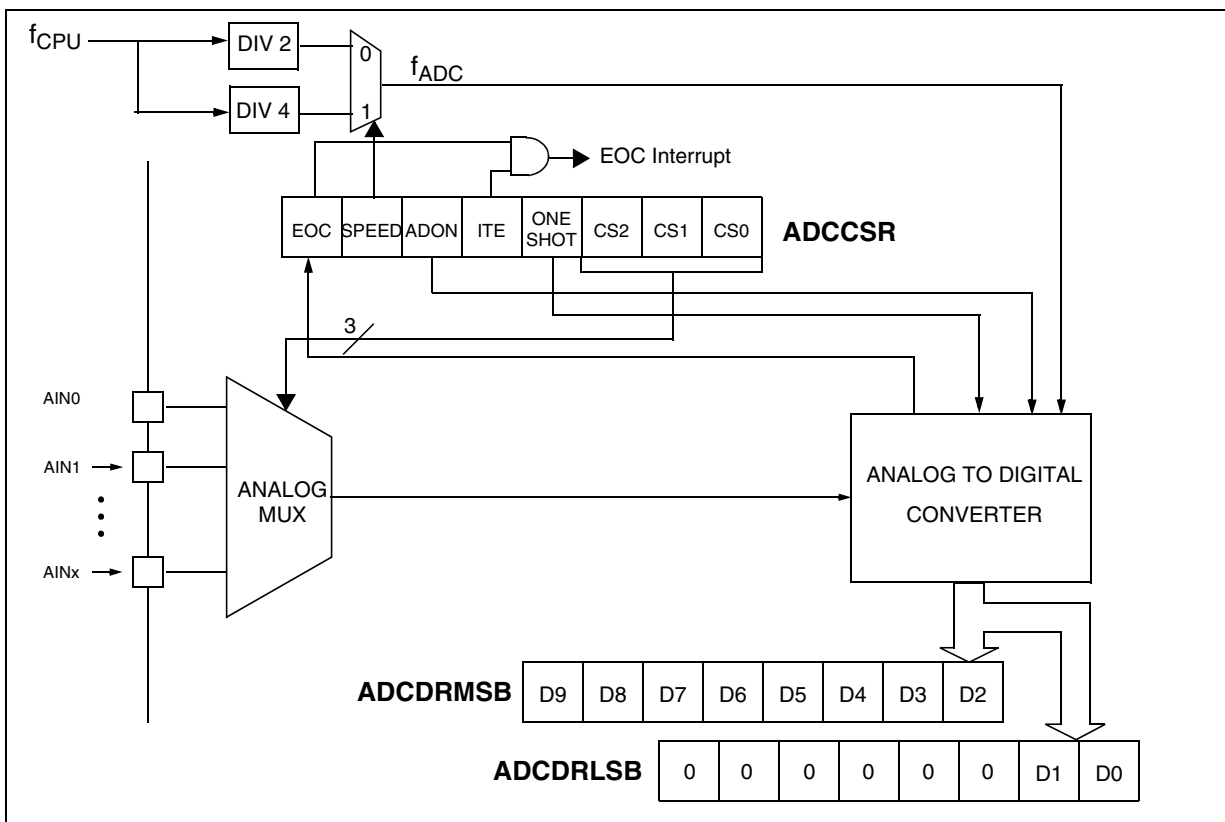 fCPU
DIV 2
0
fADC
DIV 4
1
EOC Interrupt
EOC SPEED ADON ITE ONE SHOT CS2 CS1 CS0 ADCCSR
3
AIN0
AIN1
ANALOG
MUX
ANALOG TO DIGITAL
CONVERTER
AINx
ADCDRMSB D9 D8 D7 D6 D5 D4 D3 D2
ADCDRLSB 0 0 0 0 0 0 D1 D0